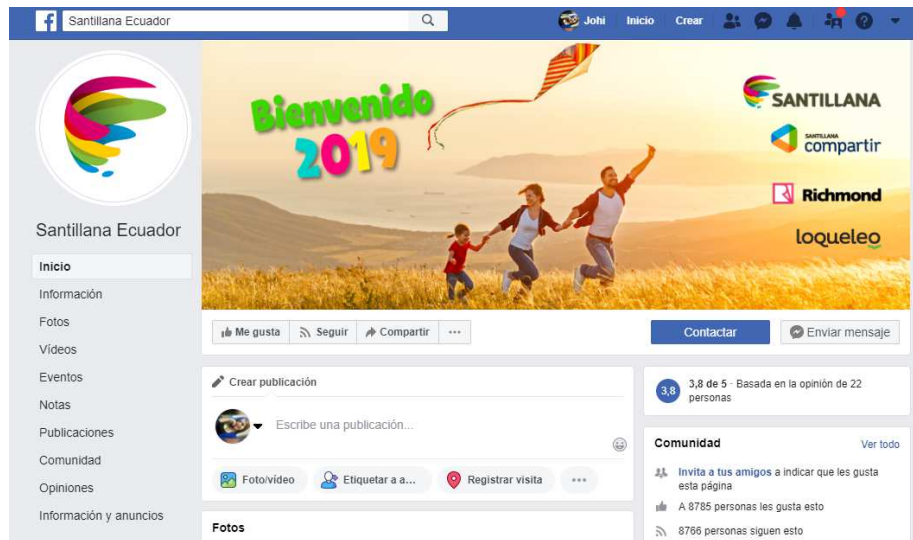 Santillana Ecuador
Johi Inicio Crear
Bienvenido
2019
SANTILLANA
SANTILLANA
compartir
Richmond
loqueleo
Santillana Ecuador
Inicio
Información
Fotos
Vídeos
Eventos
Notas
Publicaciones
Comunidad
Opiniones
Información y anuncios
Me gusta Seguir Compartir ...
Contactar Enviar mensaje
Crear publicación
Escribe una publicación...
Foto/vídeo Etiquetar a a... Registrar visita ...
Fotos
3,8 3,8 de 5 · Basada en la opinión de 22
personas
Comunidad Ver todo
Invita a tus amigos a indicar que les gusta
esta página
A 8785 personas les gusta esto
8766 personas siguen esto